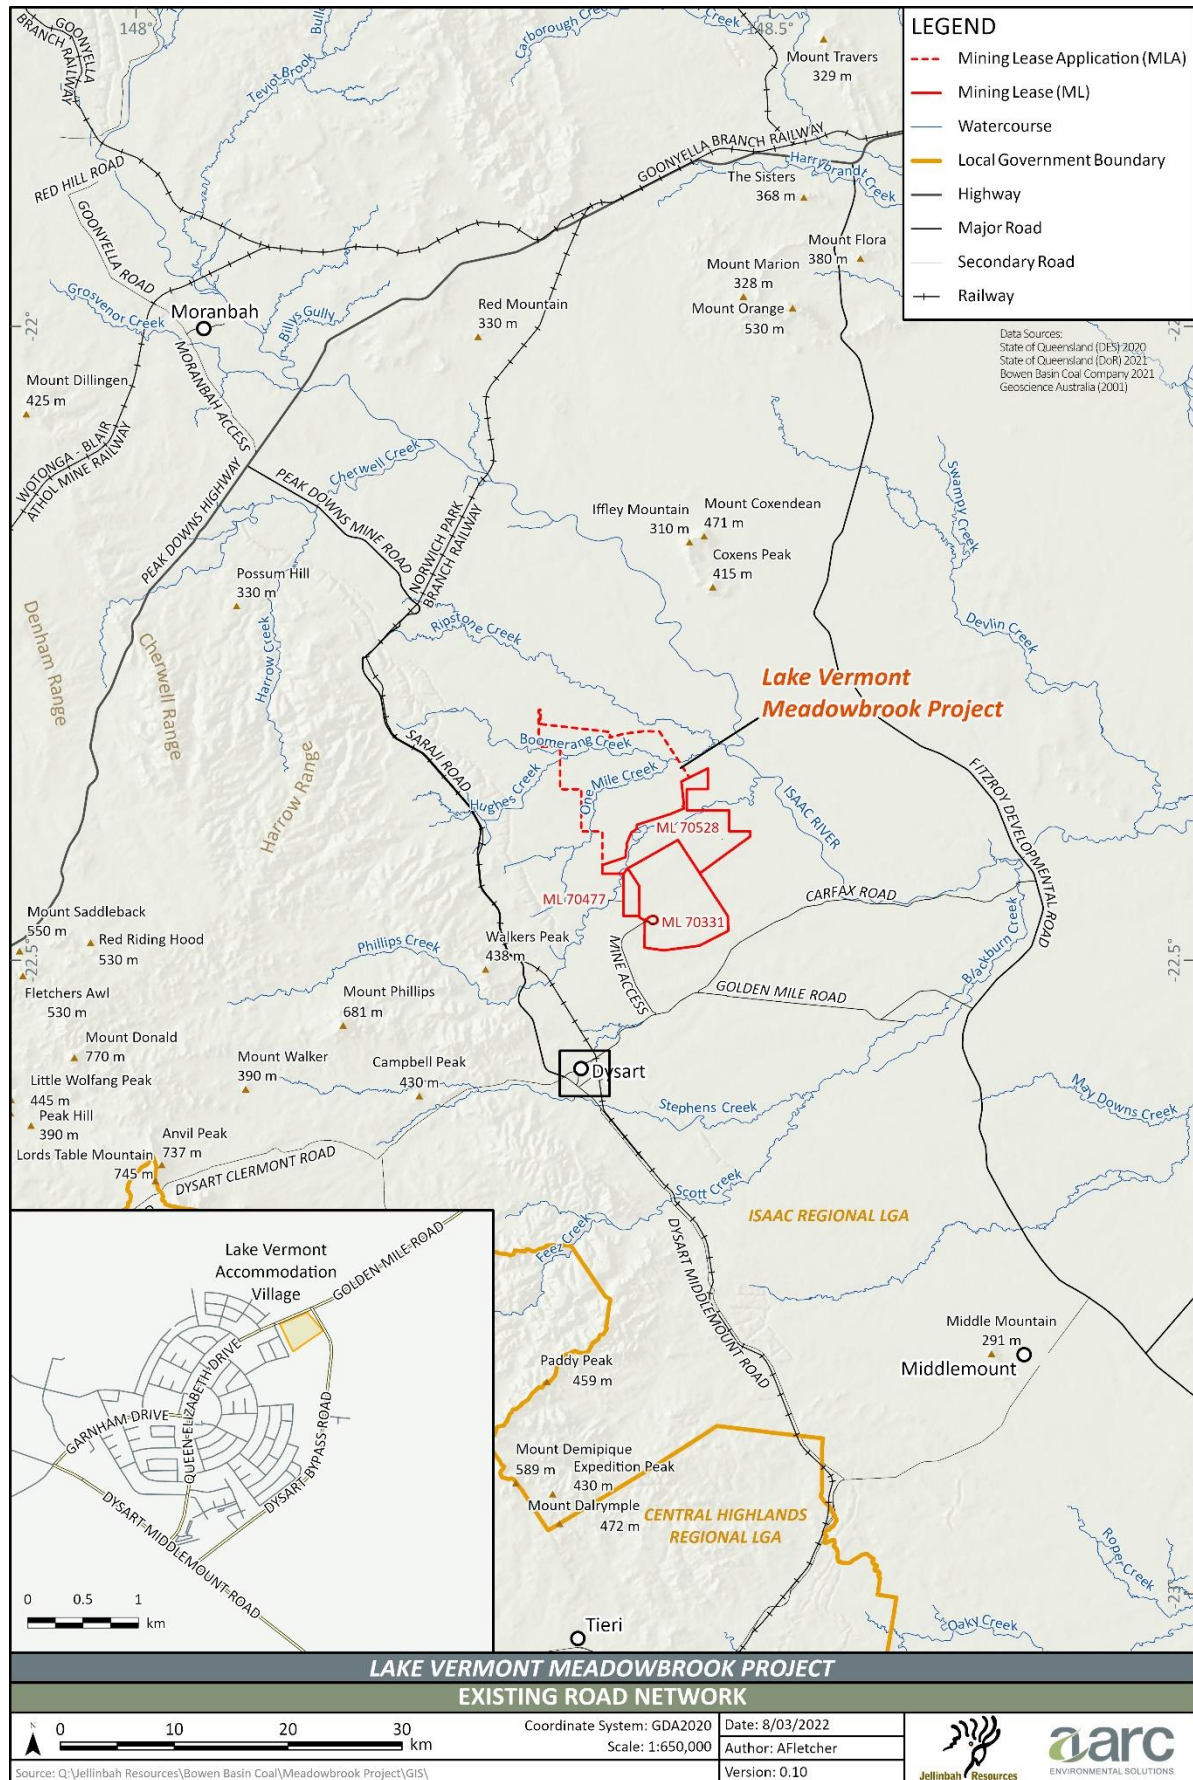 148°
148.5°
GOONYELLA
BRANCH RAILWAY
Teviot Brook
Carborough Creek
Mount Travers
329 m
LEGEND
Mining Lease Application (MLA)
Mining Lease (ML)
Watercourse
Local Government Boundary
Highway
Major Road
Secondary Road
Railway
Data Sources:
State of Queensland (DES) 2020
State of Queensland (DoR) 2021
Bowen Basin Coal Company 2021
Geoscience Australia (2001)
RED HILL ROAD
GOONYELLA ROAD
GOONYELLA BRANCH RAILWAY
Harrybrandt Creek
The Sisters
368 m
Mount Flora
380 m
Mount Marion
328 m
Mount Orange
530 m
Red Mountain
330 m
Grosvenor Creek
Moranbah
Billys Gully
-22°
Mount Dillingen
425 m
MORANBAH ACCESS
WOTONGA - BLAIR
ATHOL MINE RAILWAY
PEAK DOWNS HIGHWAY
Cherwell Creek
PEAK DOWNS MINE ROAD
NORWICH PARK
BRANCH RAILWAY
Iffley Mountain
310 m
Mount Coxendean
471 m
Coxens Peak
415 m
Swampy Creek
Devlin Creek
Possum Hill
330 m
Harrow Creek
Ripstone Creek
Denham Range
Cherwell Range
Harrow Range
Lake Vermont
Meadowbrook Project
SARAJI ROAD
Boomerang Creek
Hughes Creek
One Mile Creek
ISAAC RIVER
FITZROY DEVELOPMENTAL ROAD
ML 70528
ML 70477
ML 70331
CARFAX ROAD
Blackburn Creek
Mount Saddleback
550 m
Red Riding Hood
530 m
-22.5°
-22.5°
Fletchers Awl
530 m
Phillips Creek
Walkers Peak
438 m
MINE ACCESS
GOLDEN MILE ROAD
Mount Phillips
681 m
Mount Donald
770 m
Mount Walker
390 m
Campbell Peak
430 m
Dysart
Little Wolfang Peak
445 m
Peak Hill
390 m
Stephens Creek
May Downs Creek
Anvil Peak
737 m
Lords Table Mountain
745 m
DYSART CLERMONT ROAD
Scott Creek
Feez Creek
ISAAC REGIONAL LGA
DYSART MIDDLEMOUNT ROAD
Middle Mountain
291 m
Middlemount
Paddy Peak
459 m
Mount Demipique
589 m
Expedition Peak
430 m
Mount Dalrymple
472 m
CENTRAL HIGHLANDS
REGIONAL LGA
Roper Creek
Oaky Creek
-23°
Tieri
Lake Vermont
Accommodation
Village
GOLDEN MILE ROAD
QUEEN ELIZABETH DRIVE
GARNHAM DRIVE
DYSART BYPASS ROAD
DYSART MIDDLEMOUNT ROAD
0 0.5 1
km
LAKE VERMONT MEADOWBROOK PROJECT
EXISTING ROAD NETWORK
N
0 10 20 30
km
Coordinate System: GDA2020
Scale: 1:650,000
Date: 8/03/2022
Author: AFletcher
Version: 0.10
Source: Q:\Jellinbah Resources\Bowen Basin Coal\Meadowbrook Project\GIS\
Jellinbah Resources
aarc
ENVIRONMENTAL SOLUTIONS